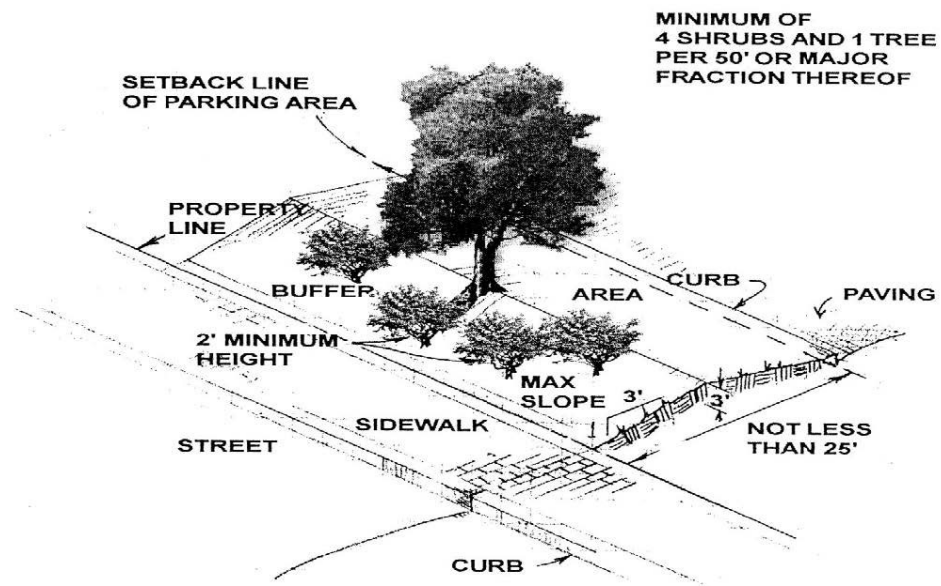 MINIMUM OF
4 SHRUBS AND 1 TREE
PER 50' OR MAJOR
FRACTION THEREOF
SETBACK LINE
OF PARKING AREA
PROPERTY
LINE
BUFFER
AREA
CURB
PAVING
2' MINIMUM
HEIGHT
MAX
SLOPE
3'
3'
NOT LESS
THAN 25'
SIDEWALK
STREET
CURB